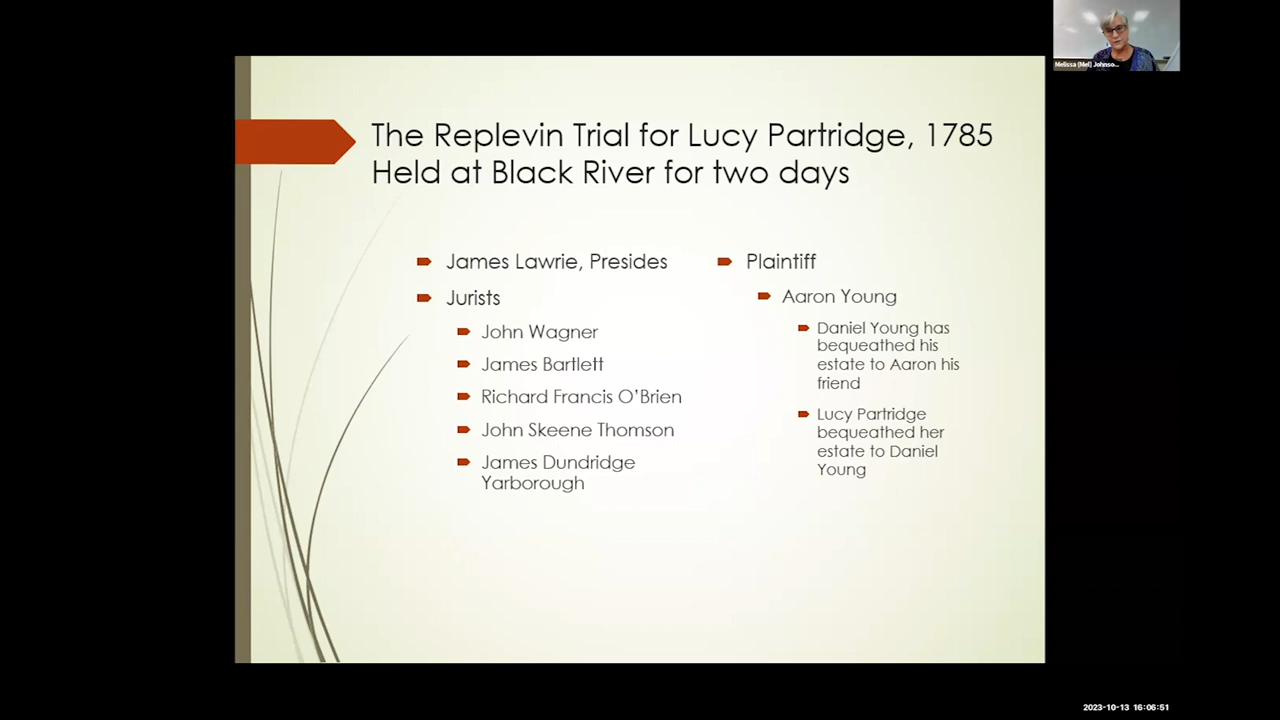 Melissa (Mel) Johnso...
The Replevin Trial for Lucy Partridge, 1785
Held at Black River for two days
James Lawrie, Presides
Jurists
John Wagner
James Bartlett
Richard Francis O'Brien
John Skeene Thomson
James Dundridge
Yarborough
Plaintiff
Aaron Young
Daniel Young has
bequeathed his
estate to Aaron his
friend
Lucy Partridge
bequeathed her
estate to Daniel
Young
2023-10-13 16:06:51